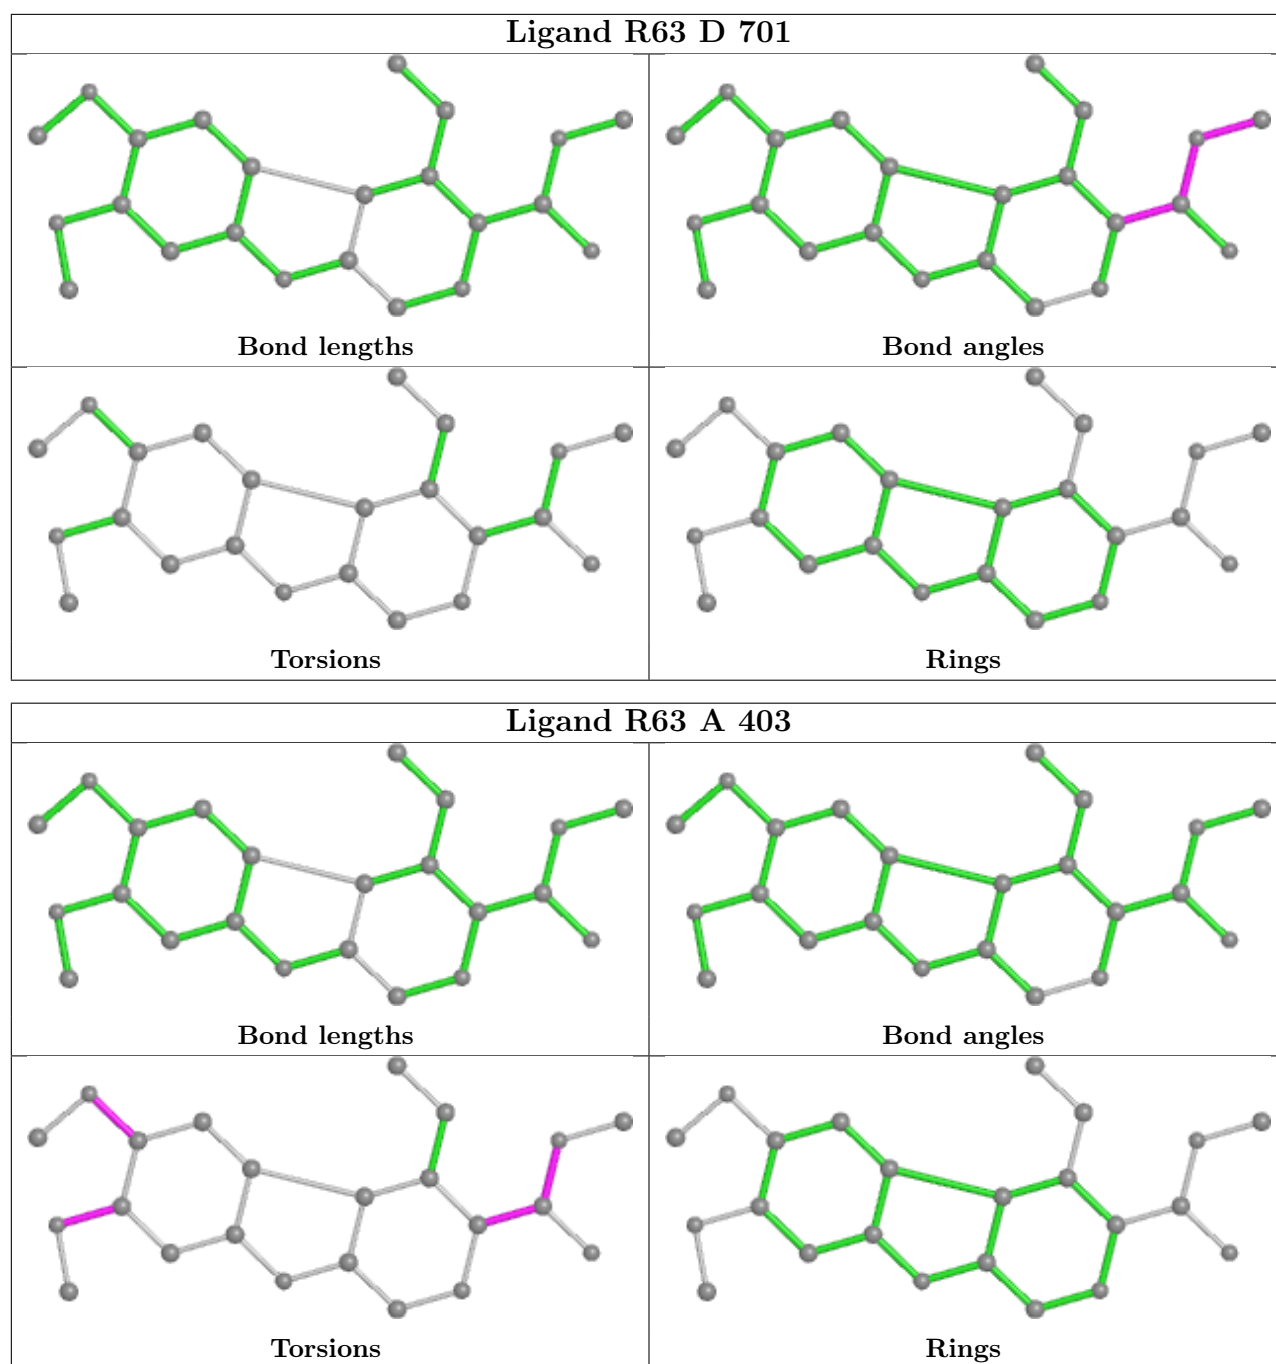 Ligand R63 D 701
Bond lengths
Bond angles
Torsions
Rings
Ligand R63 A 403
Bond lengths
Bond angles
Torsions
Rings